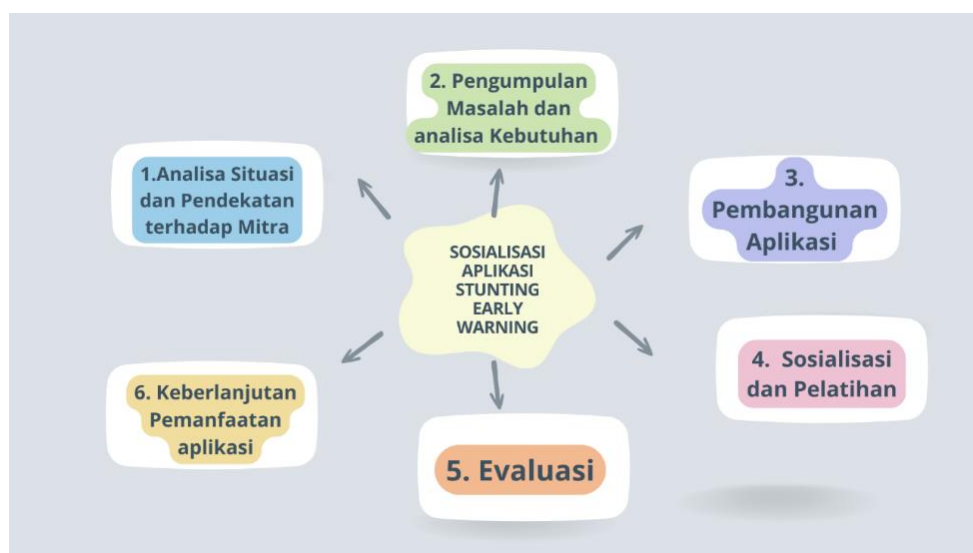 1.Analisa Situasi
dan Pendekatan
terhadap Mitra
2. Pengumpulan
Masalah dan
analisa Kebutuhan
3.
Pembangunan
Aplikasi
SOSIALISASI
APLIKASI
STUNTING
EARLY
WARNING
4. Sosialisasi
dan Pelatihan
5. Evaluasi
6. Keberlanjutan
Pemanfaatan
aplikasi